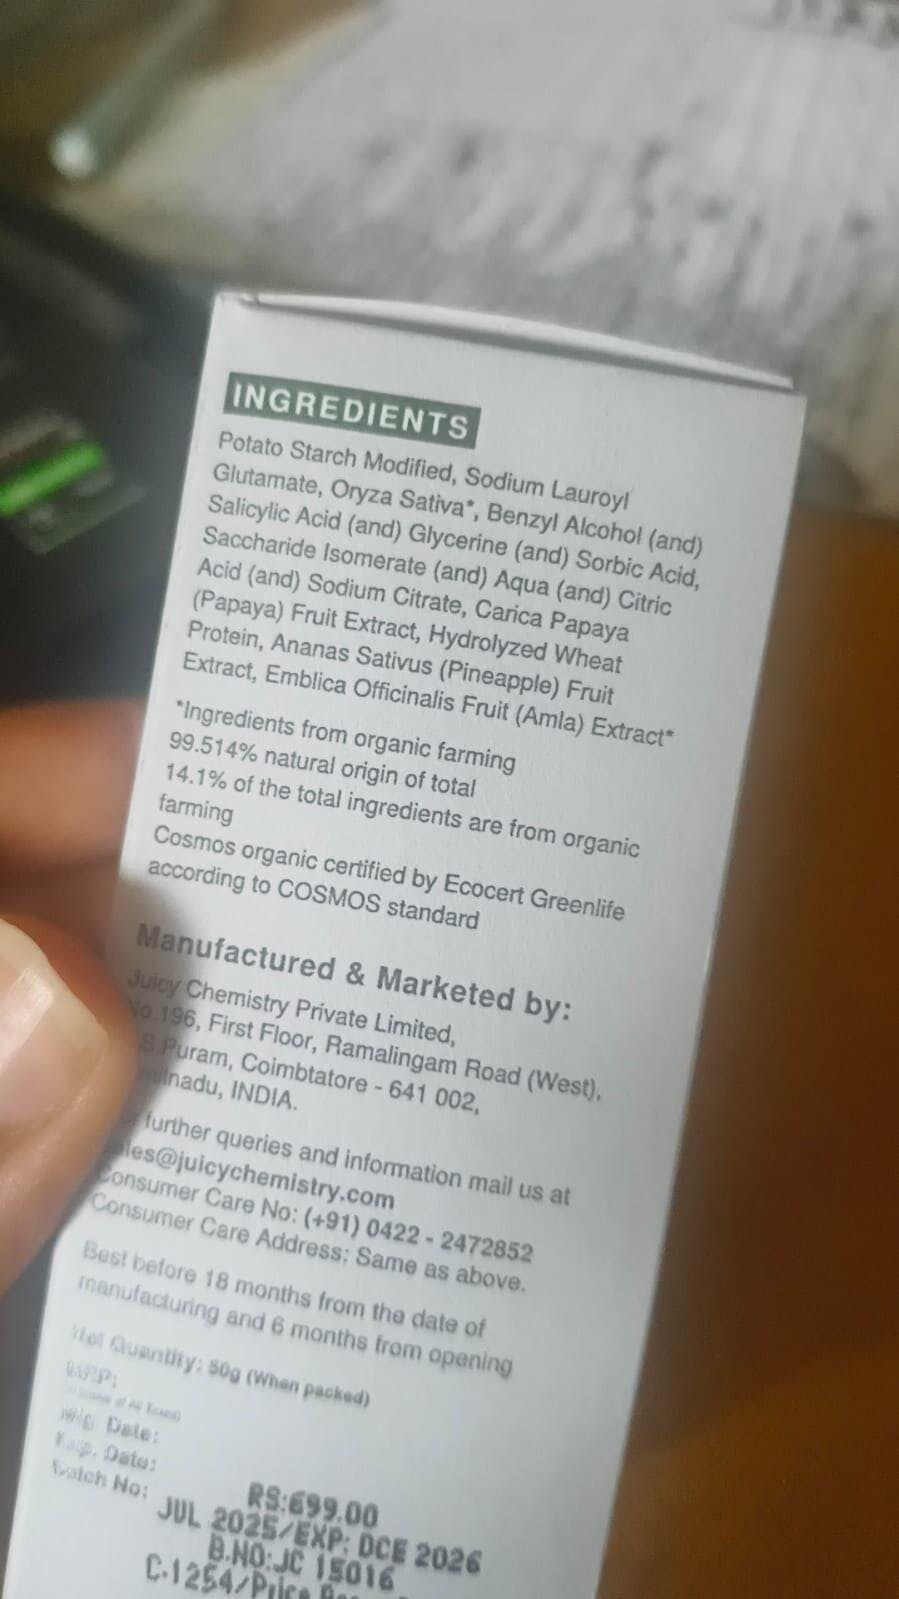 INGREDIENTS
Potato Starch Modified, Sodium Lauroyl
Glutamate, Oryza Sativa*, Benzyl Alcohol (and)
Salicylic Acid (and) Glycerine (and) Sorbic Acid,
Saccharide Isomerate (and) Aqua (and) Citric
Acid (and) Sodium Citrate, Carica Papaya
(Papaya) Fruit Extract, Hydrolyzed Wheat
Protein, Ananas Sativus (Pineapple) Fruit
Extract, Emblica Officinalis Fruit (Amla) Extract*
*Ingredients from organic farming
99.514% natural origin of total
14.1% of the total ingredients are from organic
farming
Cosmos organic certified by Ecocert Greenlife
according to COSMOS standard
Manufactured & Marketed by:
Juicy Chemistry Private Limited,
No.196, First Floor, Ramalingam Road (West),
S.Puram, Coimbtatore - 641 002,
INDIA.
further queries and information mail us at
@juicychemistry.com
Consumer Care No: (+91) 0422 - 2472852
Consumer Care Address: Same as above.
Best before 18 months from the date of
manufacturing and 6 months from opening
Net Quantity: 50g (When packed)
Date:
Exp. Date:
Batch No:
RS:699.00
JUL 2025/EXP: DCE 2026
B.NO:JC 15016
C-1254/Price